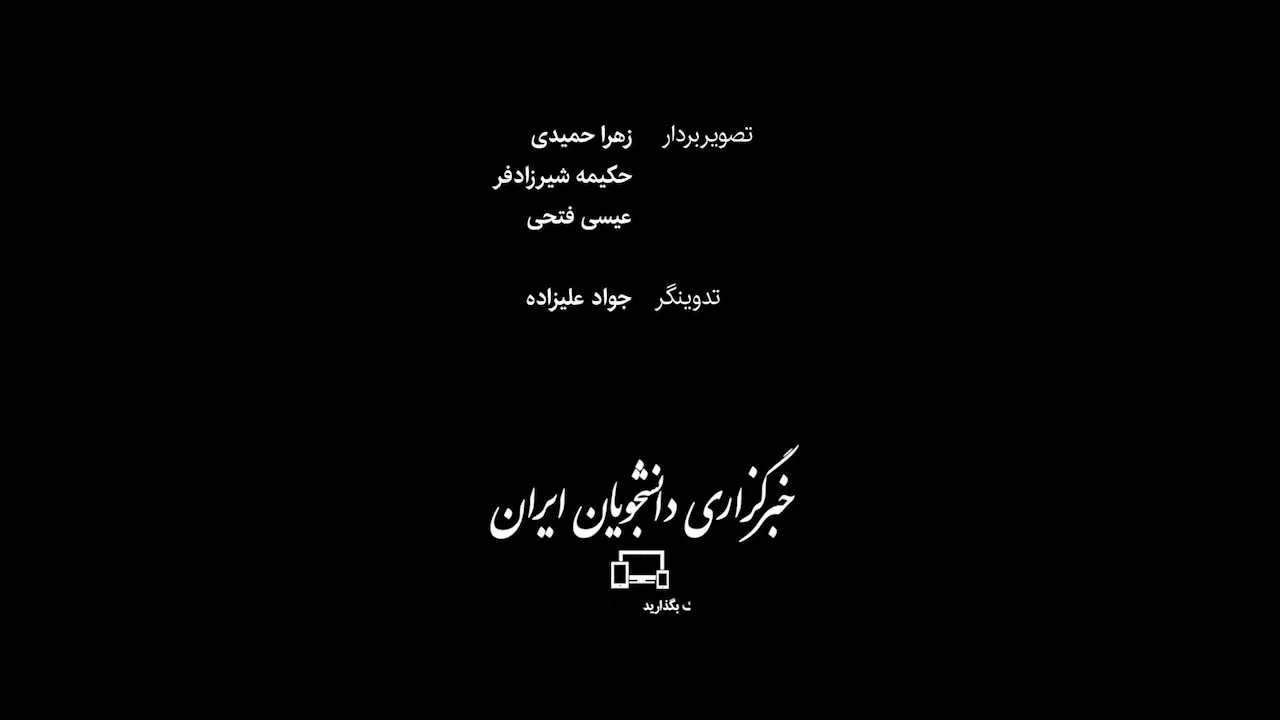 تصویربردار زهرا حمیدی
حکیمه شیرزادفر
عیسی فتحی
تدوینگر جواد علیزاده
خبرگزاری دانشجویان ایران
بگذارید